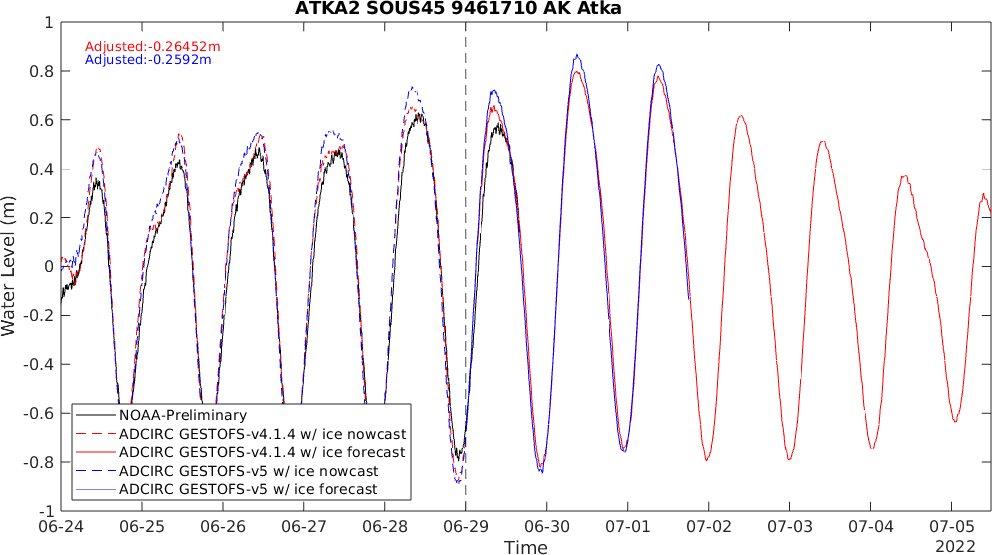 ATKA2 SOUS45 9461710 AK Atka
Adjusted:-0.26452m
Adjusted:-0.2592m
1
0.8
0.6
0.4
0.2
0
-0.2
-0.4
-0.6
-0.8
-1
Water Level (m)
NOAA-Preliminary
ADCIRC GESTOFS-v4.1.4 w/ ice nowcast
ADCIRC GESTOFS-v4.1.4 w/ ice forecast
ADCIRC GESTOFS-v5 w/ ice nowcast
ADCIRC GESTOFS-v5 w/ ice forecast
06-24 06-25 06-26 06-27 06-28 06-29 06-30 07-01 07-02 07-03 07-04 07-05
2022
Time